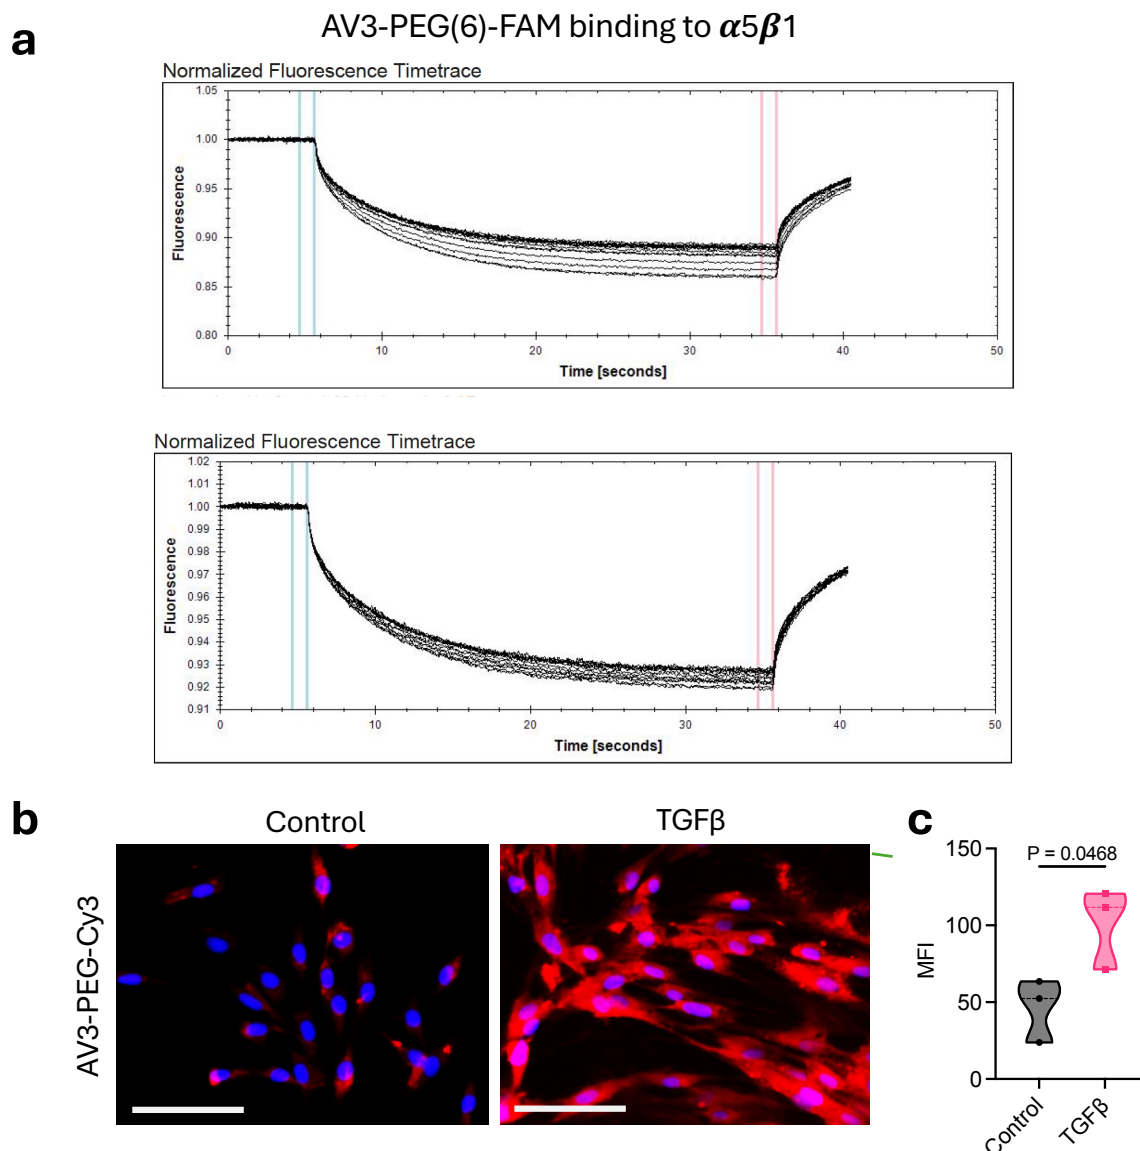 a
AV3-PEG(6)-FAM binding to α5β1
Normalized Fluorescence Timetrace
1.05
1.00
0.95
0.90
0.85
0.80
Fluorescence
0 10 20 30 40 50
Time [seconds]
Normalized Fluorescence Timetrace
1.02
1.00
0.99
0.98
0.97
0.96
0.95
0.94
0.93
0.92
0.91
Fluorescence
0 10 20 30 40 50
Time [seconds]
b
Control
TGFβ
AV3-PEG-Cy3
c
150
100
50
0
MFI
P = 0.0468
Control
TGFβ